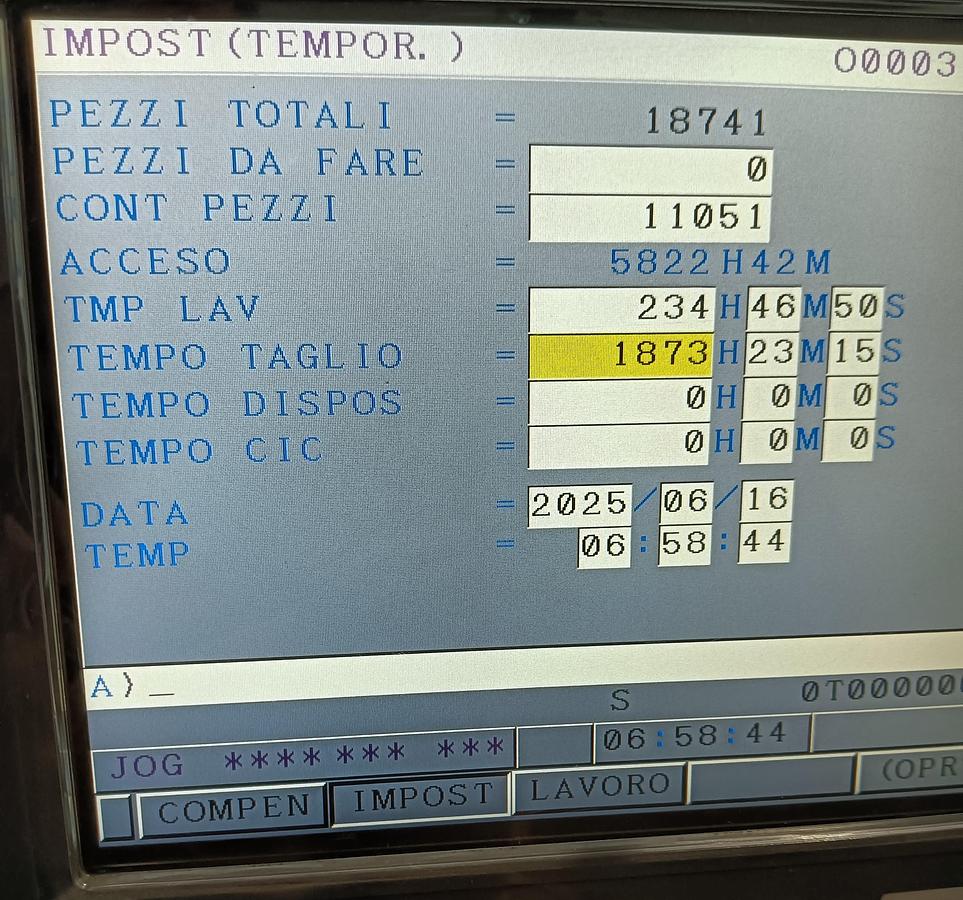 IMPOST (TEMPOR. ) O0003
PEZZI TOTALI = 18741
PEZZI DA FARE = 0
CONT PEZZI = 11051
ACCESO = 5822H42M
TMP LAV = 234H46M50S
TEMPO TAGLIO = 1873H23M15S
TEMPO DISPOS = 0H 0M 0S
TEMPO CIC = 0H 0M 0S
DATA = 2025/06/16
TEMP = 06:58:44
A)_
S 0T00000
JOG **** *** *** 06:58:44
COMPEN IMPOST LAVORO (OPR